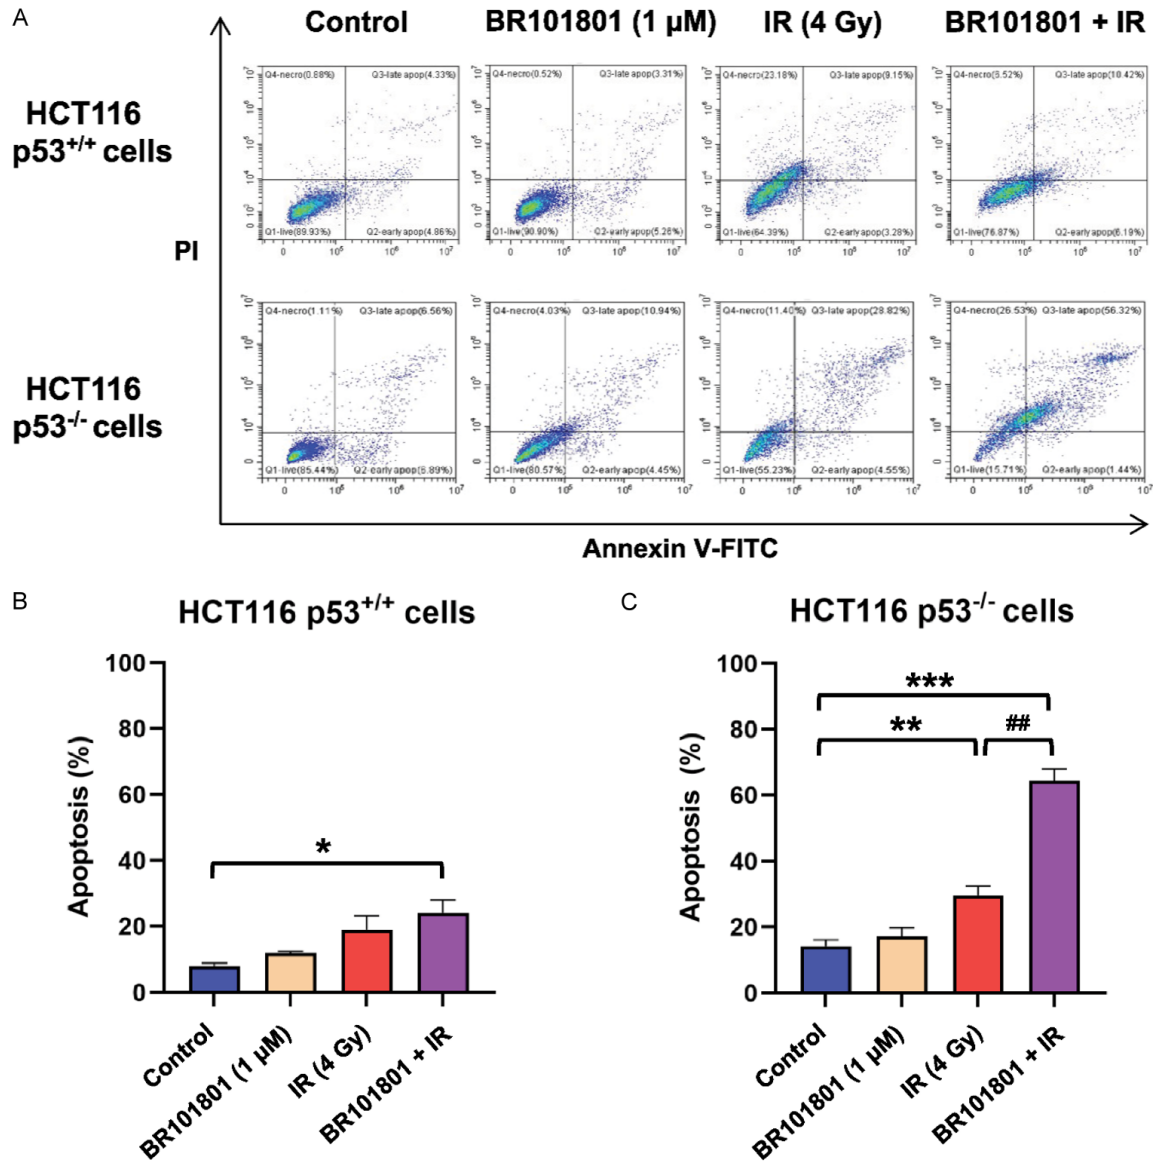 A
Control
BR101801 (1 µM)
IR (4 Gy)
BR101801 + IR
HCT116
p53+/+ cells
Q4-necro(0.88%) Q3-late apop(4.33%)
Q1-live(89.93%) Q2-early apop(4.86%)
Q4-necro(0.52%) Q3-late apop(3.31%)
Q1-live(90.90%) Q2-early apop(5.26%)
Q4-necro(23.18%) Q3-late apop(9.15%)
Q1-live(64.39%) Q2-early apop(3.28%)
Q4-necro(6.52%) Q3-late apop(10.42%)
Q1-live(76.87%) Q2-early apop(6.19%)
PI
HCT116
p53-/- cells
Q4-necro(1.11%) Q3-late apop(6.56%)
Q1-live(85.44%) Q2-early apop(6.89%)
Q4-necro(4.03%) Q3-late apop(10.94%)
Q1-live(80.57%) Q2-early apop(4.45%)
Q4-necro(11.40%) Q3-late apop(28.82%)
Q1-live(55.23%) Q2-early apop(4.55%)
Q4-necro(26.53%) Q3-late apop(56.32%)
Q1-live(15.71%) Q2-early apop(1.44%)
Annexin V-FITC
B
HCT116 p53+/+ cells
Apoptosis (%)
100
80
60
40
20
0
*
Control
BR101801 (1 µM)
IR (4 Gy)
BR101801 + IR
C
HCT116 p53-/- cells
Apoptosis (%)
100
80
60
40
20
0
***
**
##
Control
BR101801 (1 µM)
IR (4 Gy)
BR101801 + IR